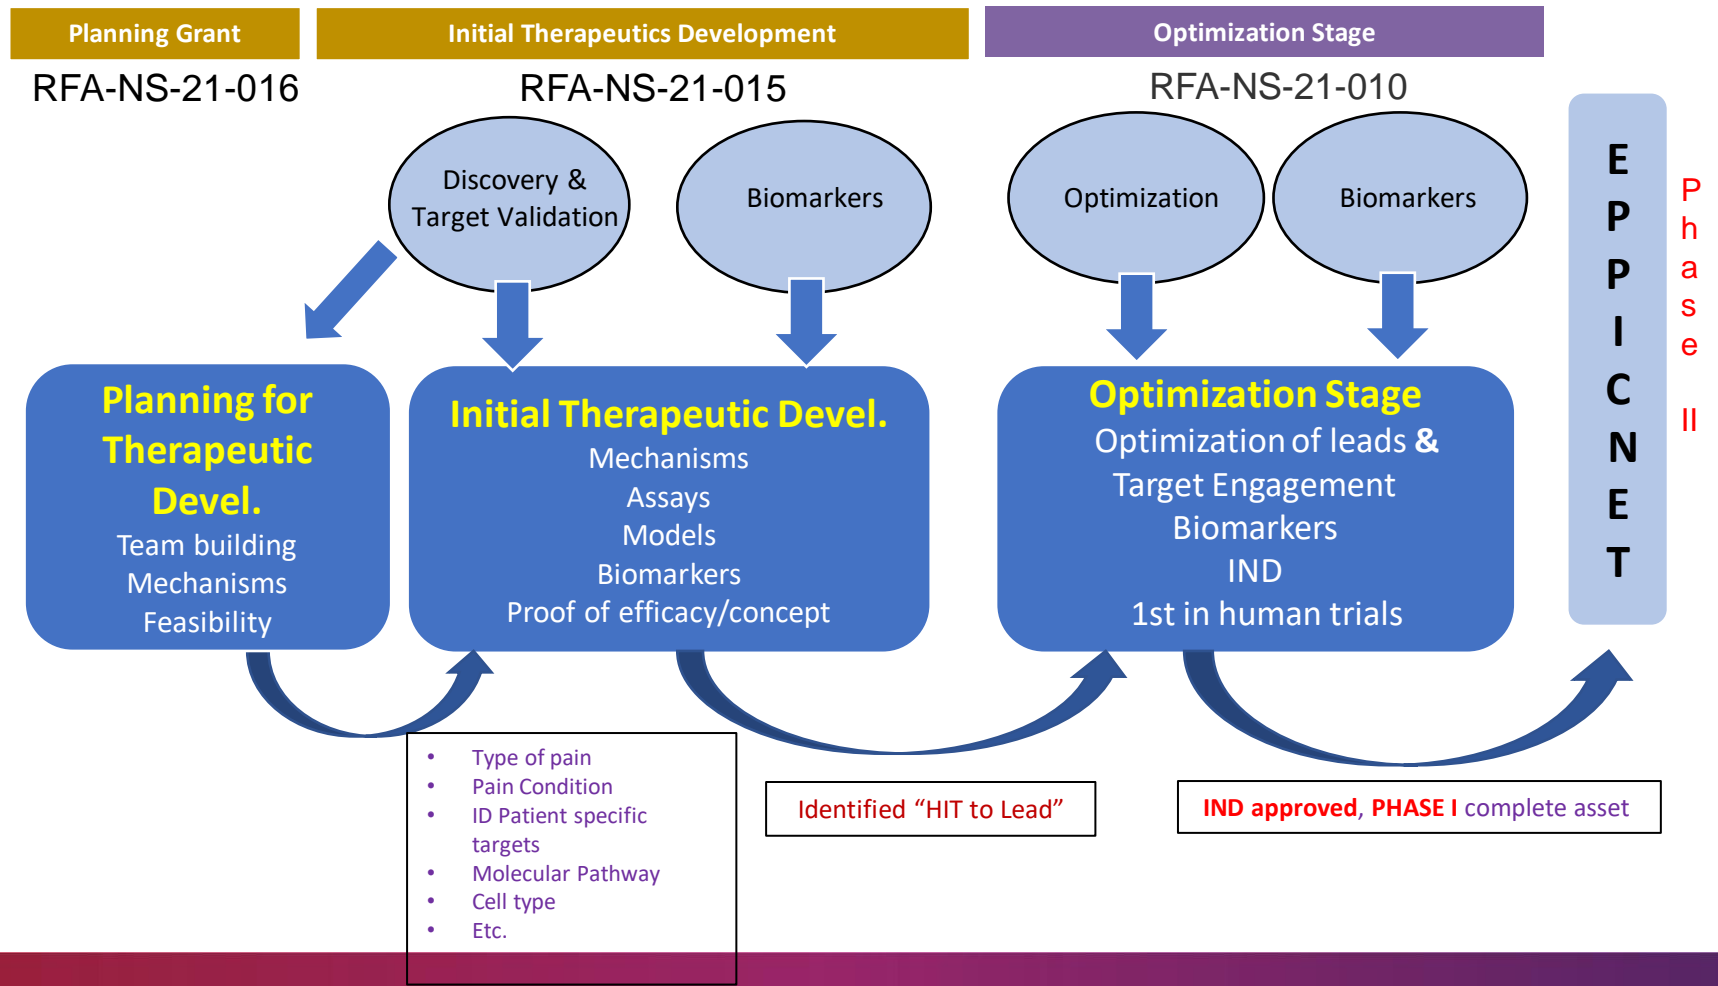 Planning Grant
Initial Therapeutics Development
Optimization Stage
RFA-NS-21-016
RFA-NS-21-015
RFA-NS-21-010
Discovery &
Target Validation
Biomarkers
Optimization
Biomarkers
Planning for
Therapeutic
Devel.
Team building
Mechanisms
Feasibility
Initial Therapeutic Devel.
Mechanisms
Assays
Models
Biomarkers
Proof of efficacy/concept
Optimization Stage
Optimization of leads &
Target Engagement
Biomarkers
IND
1st in human trials
E
P
P
I
C
N
E
T
P
h
a
s
e
II
• Type of pain
• Pain Condition
• ID Patient specific
targets
• Molecular Pathway
• Cell type
• Etc.
Identified “HIT to Lead”
IND approved, PHASE I complete asset